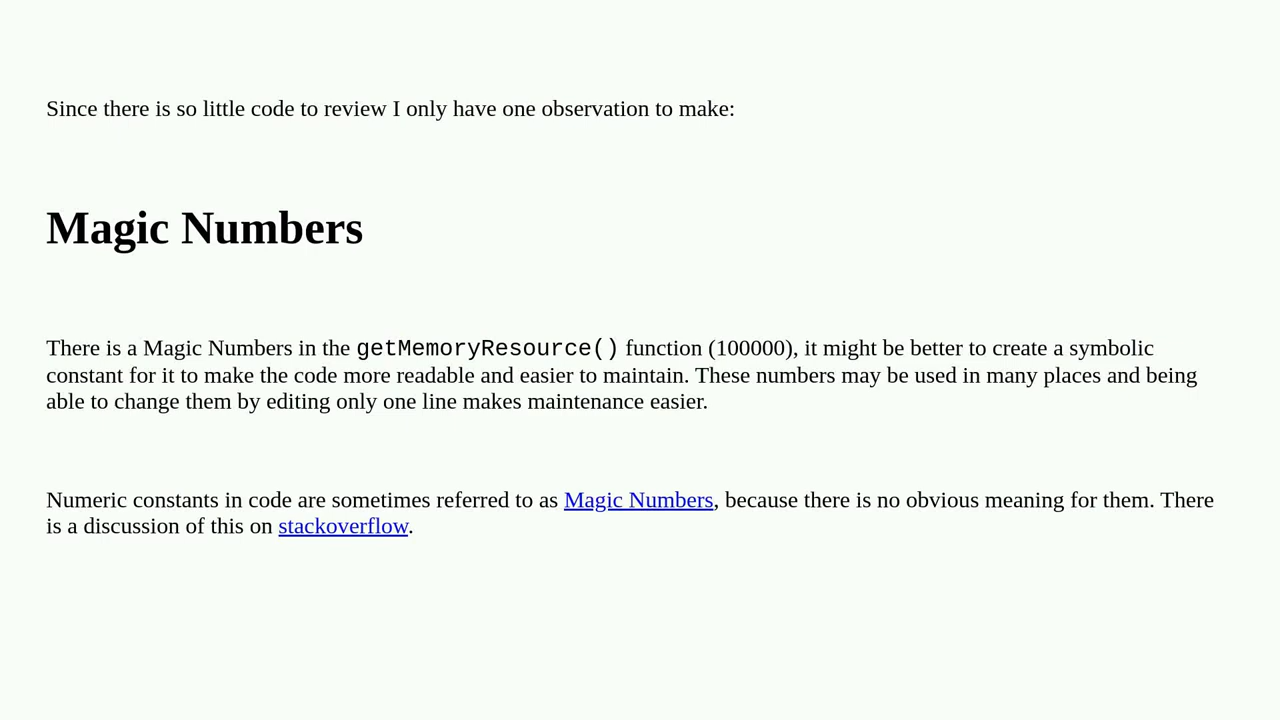 Since there is so little code to review I only have one observation to make:
Magic Numbers
There is a Magic Numbers in the getMemoryResource() function (100000), it might be better to create a symbolic
constant for it to make the code more readable and easier to maintain. These numbers may be used in many places and being
able to change them by editing only one line makes maintenance easier.
Numeric constants in code are sometimes referred to as Magic Numbers, because there is no obvious meaning for them. There
is a discussion of this on stackoverflow.